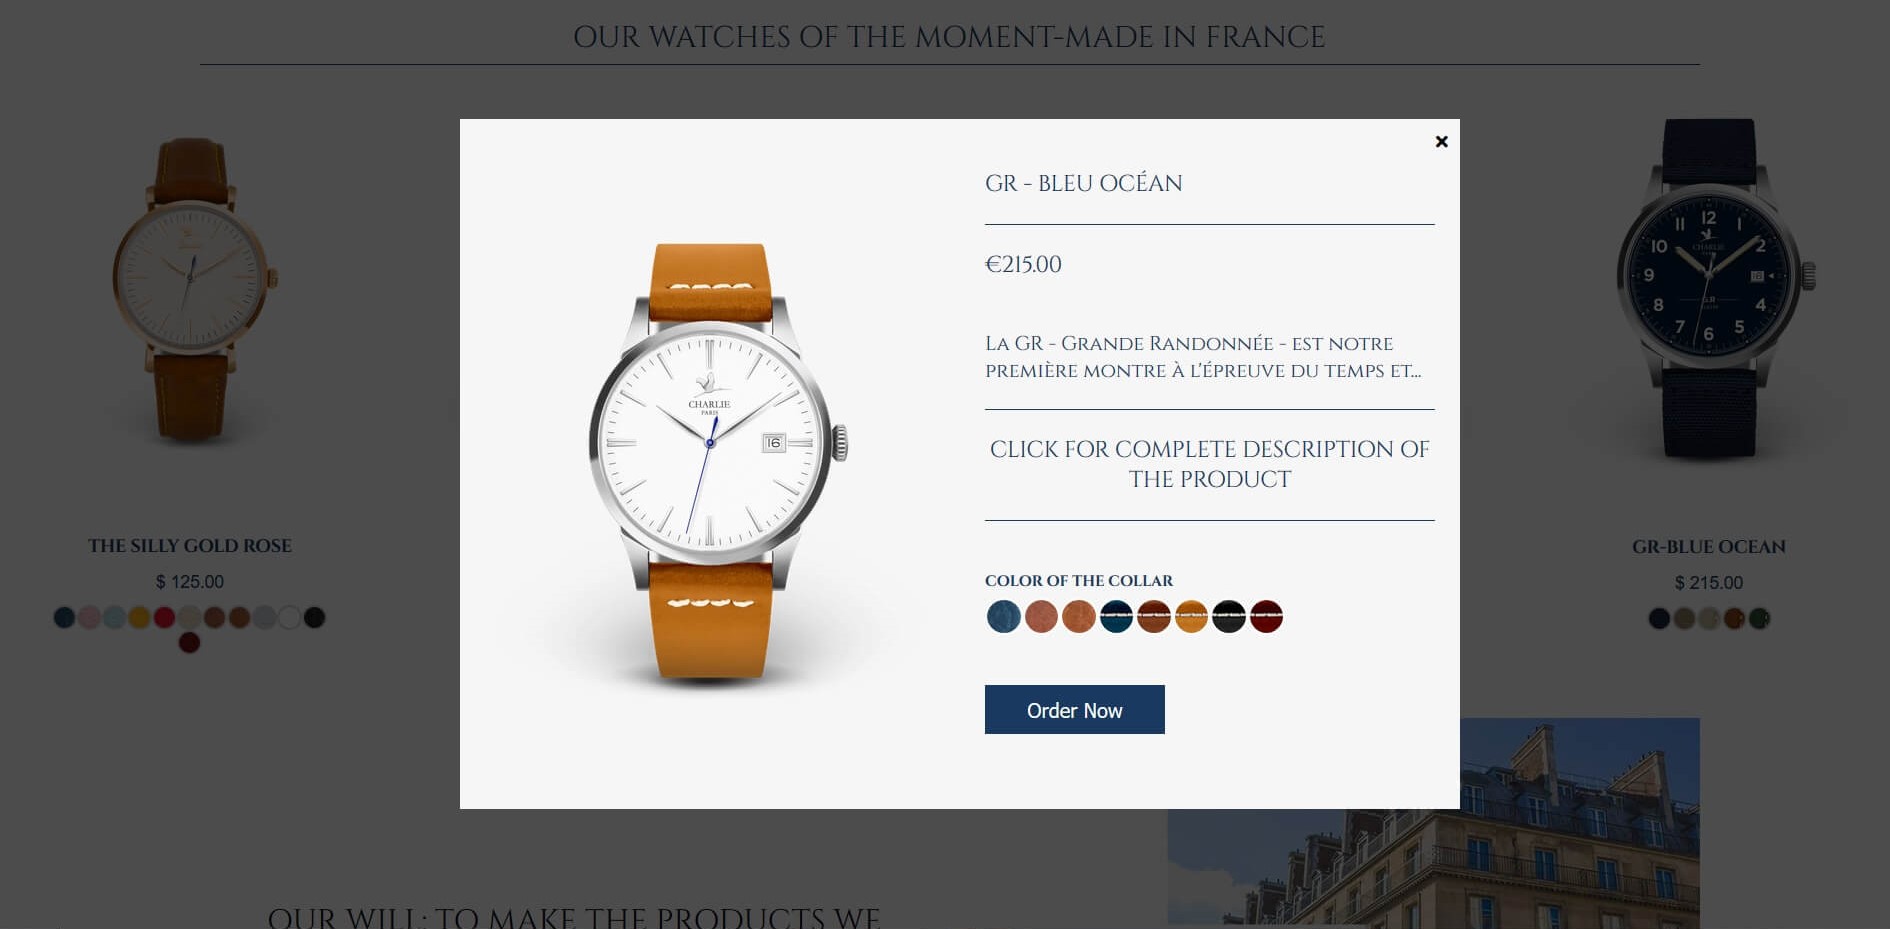 OUR WATCHES OF THE MOMENT-MADE IN FRANCE
THE SILLY GOLD ROSE
$ 125.00
CHARLIE
PARIS
16
×
GR - BLEU OCÉAN
€215.00
La GR - Grande Randonnée - est notre
première montre à l'épreuve du temps et...
CLICK FOR COMPLETE DESCRIPTION OF
THE PRODUCT
COLOR OF THE COLLAR
Order Now
12
11 1
10 2
CHARLIE
9 16
8 4
GR
7 5
6
GR-BLUE OCEAN
$ 215.00
OUR WILL: TO MAKE THE PRODUCTS WE